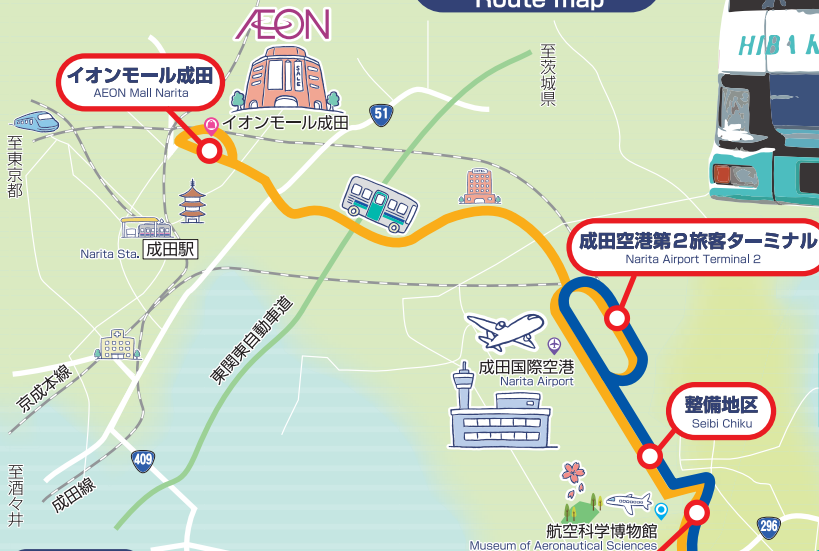 Route map
AEON
HIBA K
イオンモール成田
AEON Mall Narita
SALE
イオンモール成田
51
至茨城県
至東京都
Narita Sta.
成田駅
成田空港第2旅客ターミナル
Narita Airport Terminal 2
東関東自動車道
成田国際空港
Narita Airport
京成本線
整備地区
Seibi Chiku
409
成田線
至酒々井
航空科学博物館
Museum of Aeronautical Sciences
296